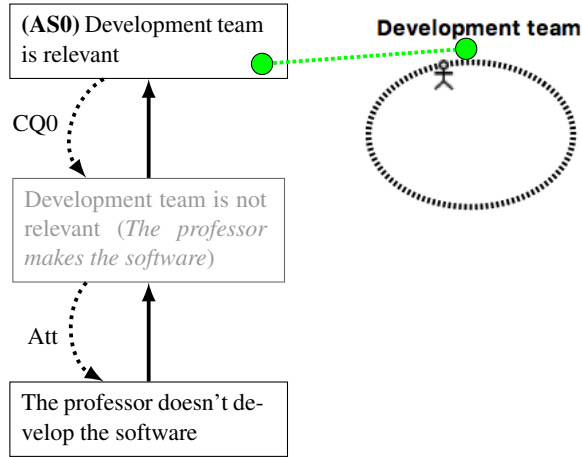 (AS0) Development team
is relevant
Development team
CQ0
Development team is not
relevant (The professor
makes the software)
Att
The professor doesn't de-
velop the software